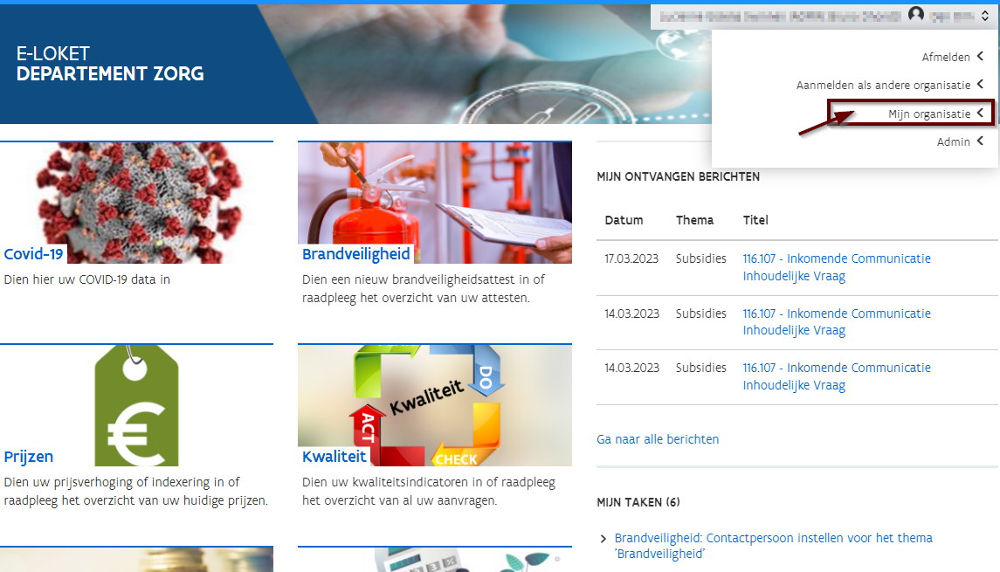 E-LOKET
DEPARTEMENT ZORG
Afmelden
Aanmelden als andere organisatie
Mijn organisatie
Admin
Covid-19
Dien hier uw COVID-19 data in
Brandveiligheid
Dien een nieuw brandveiligheidsattest in of
raadpleeg het overzicht van uw attesten.
Prijzen
Dien uw prijsverhoging of indexering in of
raadpleeg het overzicht van uw huidige prijzen.
DO
Kwaliteit
ACT
CHECK
Kwaliteit
Dien uw kwaliteitsindicatoren in of raadpleeg
het overzicht van al uw aanvragen.
MIJN ONTVANGEN BERICHTEN
Datum Thema Titel
17.03.2023 Subsidies 116.107 - Inkomende Communicatie
Inhoudelijke Vraag
14.03.2023 Subsidies 116.107 - Inkomende Communicatie
Inhoudelijke Vraag
14.03.2023 Subsidies 116.107 - Inkomende Communicatie
Inhoudelijke Vraag
Ga naar alle berichten
MIJN TAKEN (6)
Brandveiligheid: Contactpersoon instellen voor het thema
'Brandveiligheid'